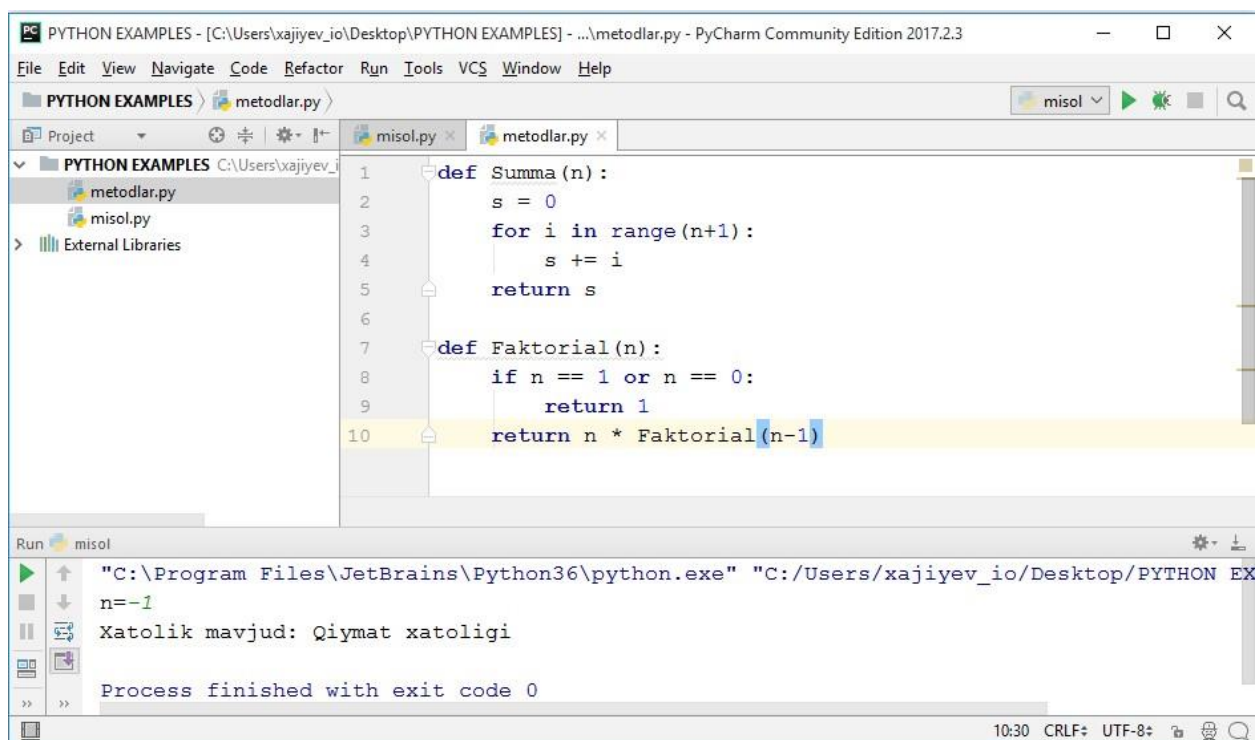 PYTHON EXAMPLES - [C:\Users\xajiyev_io\Desktop\PYTHON EXAMPLES] - ...\metodlar.py - PyCharm Community Edition 2017.2.3
File Edit View Navigate Code Refactor Run Tools VCS Window Help
PYTHON EXAMPLES metodlar.py misol
Project misol.py metodlar.py
PYTHON EXAMPLES C:\Users\xajiyev_i
metodlar.py
misol.py
External Libraries
1 def Summa(n):
2 s = 0
3 for i in range(n+1):
4 s += i
5 return s
6
7 def Faktorial(n):
8 if n == 1 or n == 0:
9 return 1
10 return n * Faktorial(n-1)
Run misol
"C:\Program Files\JetBrains\Python36\python.exe" "C:/Users/xajiyev_io/Desktop/PYTHON EX
n=-1
Xatolik mavjud: Qiymat xatoligi
Process finished with exit code 0
10:30 CRLF UTF-8